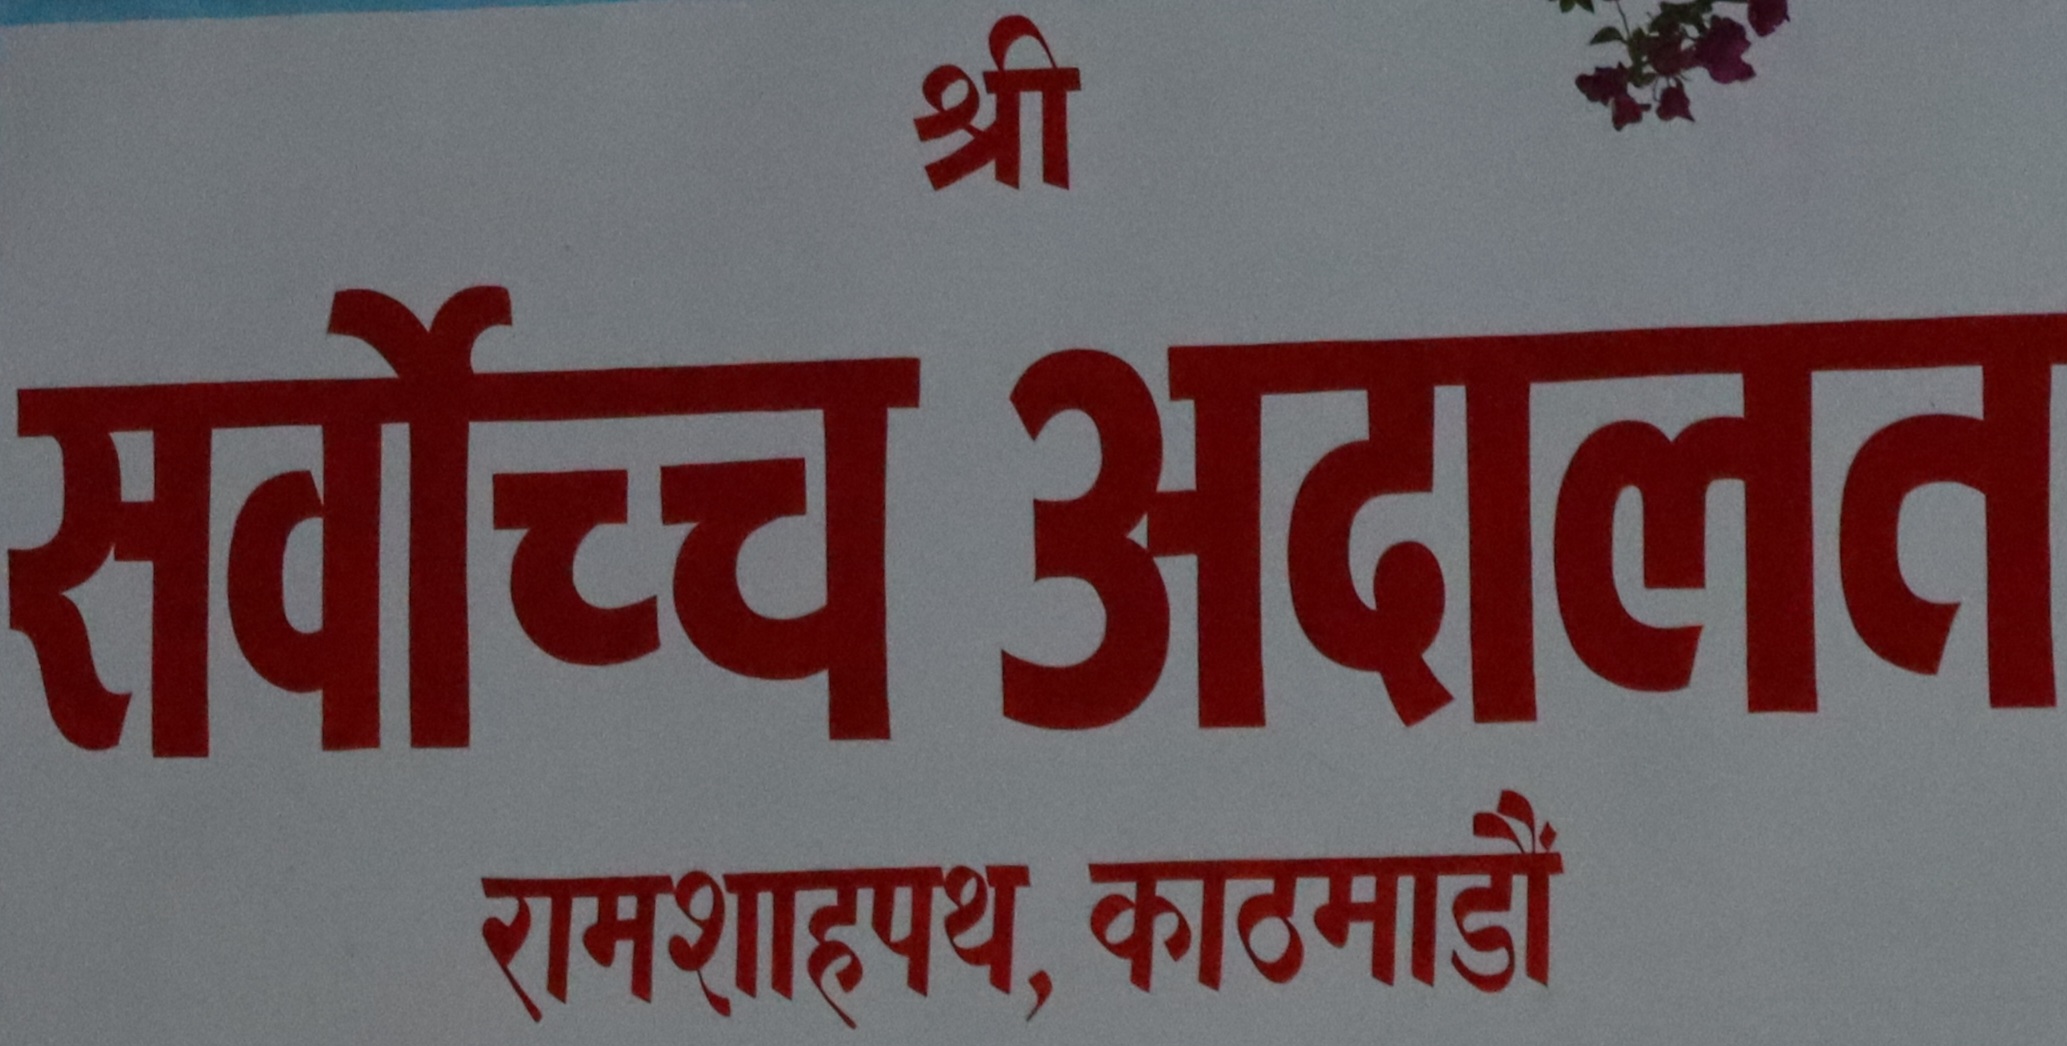 श्री
सर्वोच्च अदालत
रामशाहपथ, काठमाडौं